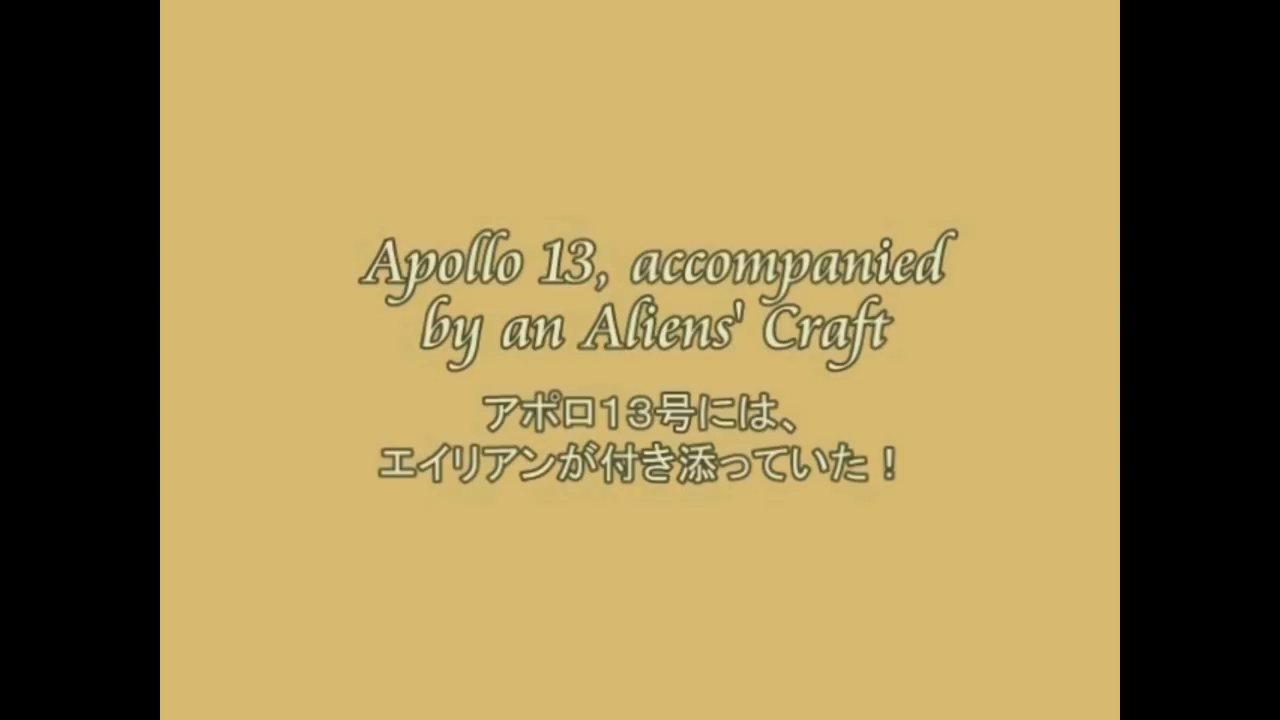 Apollo 13, accompanied
by an Aliens' Craft
アポロ１３号には、
エイリアンが付き添っていた！